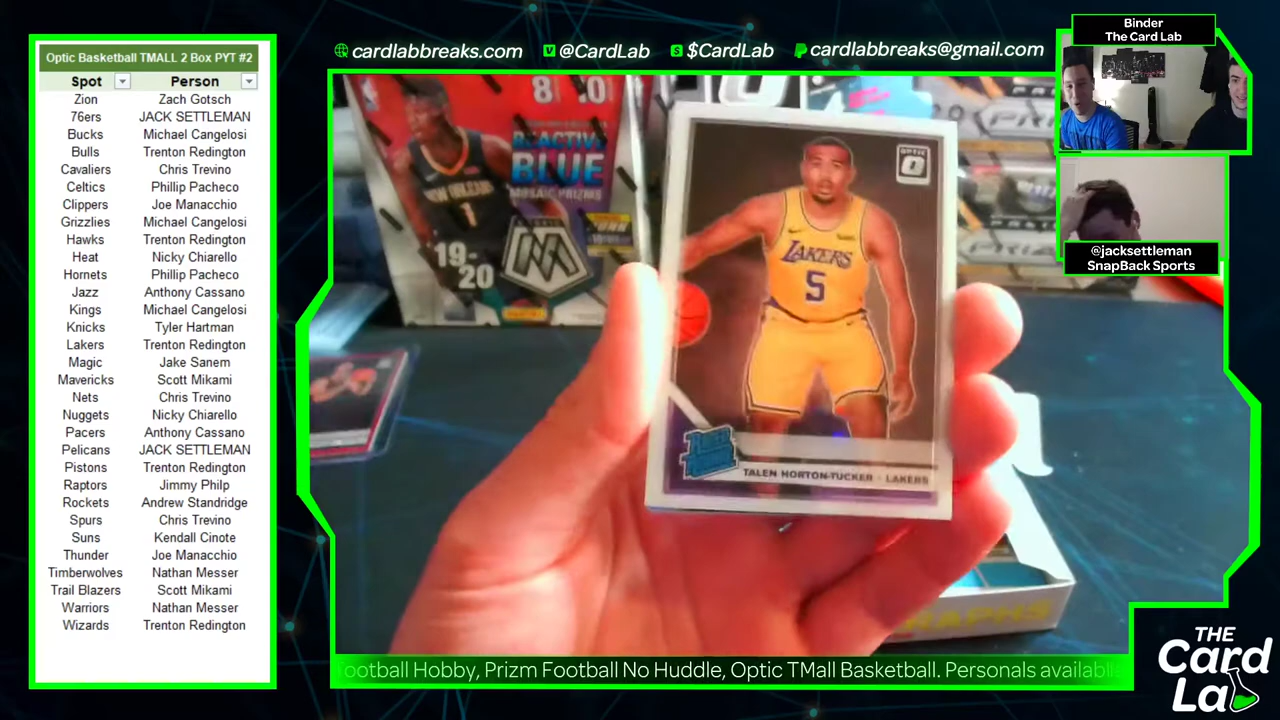 Optic Basketball TMALL 2 Box PYT #2
Spot Person
Zion Zach Gotsch
76ers JACK SETTLEMAN
Bucks Michael Cangelosi
Bulls Trenton Redington
Cavaliers Chris Trevino
Celtics Phillip Pacheco
Clippers Joe Manacchio
Grizzlies Michael Cangelosi
Hawks Trenton Redington
Heat Nicky Chiarello
Hornets Phillip Pacheco
Jazz Anthony Cassano
Kings Michael Cangelosi
Knicks Tyler Hartman
Lakers Trenton Redington
Magic Jake Sanem
Mavericks Scott Mikami
Nets Chris Trevino
Nuggets Nicky Chiarello
Pacers Anthony Cassano
Pelicans JACK SETTLEMAN
Pistons Trenton Redington
Raptors Jimmy Philp
Rockets Andrew Standridge
Spurs Chris Trevino
Suns Kendall Cinote
Thunder Joe Manacchio
Timberwolves Nathan Messer
Trail Blazers Scott Mikami
Warriors Nathan Messer
Wizards Trenton Redington
cardlabbreaks.com @CardLab $CardLab cardlabbreaks@gmail.com
Binder
The Card Lab
@jacksettleman
SnapBack Sports
REACTIVE
BLUE
MOSAIC PRIZMS
NEW ORLEANS
1
19
20
OPTIC
LAKERS
5
TALEN HORTON-TUCKER - LAKERS
ootball Hobby, Prizm Football No Huddle, Optic TMall Basketball. Personals availabl
THE
Card
La